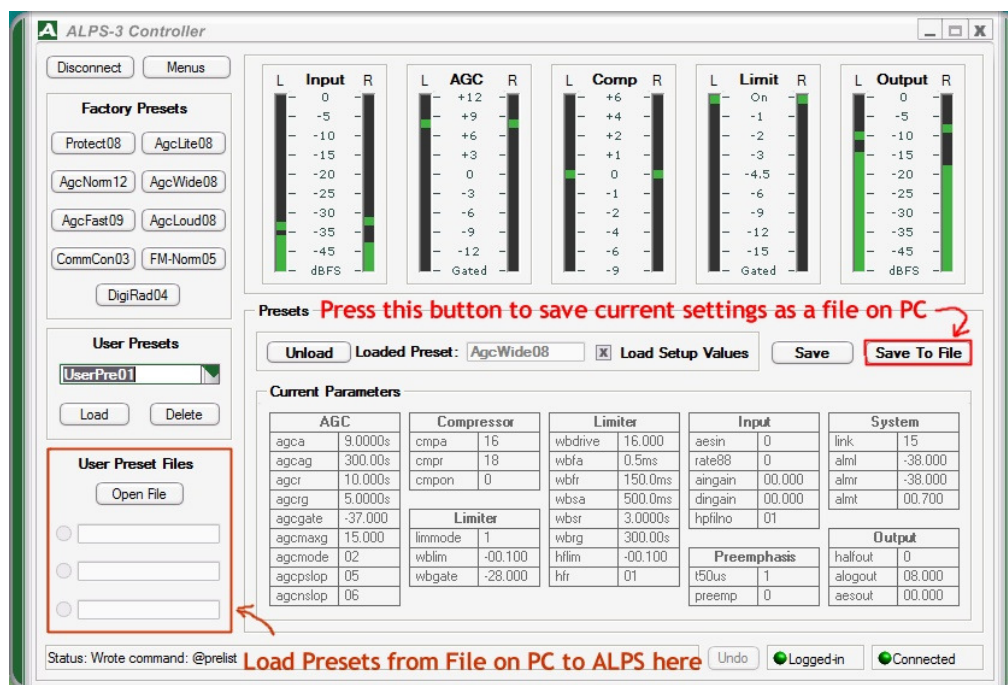 ALPS-3 Controller
Disconnect Menus
Factory Presets
Protect08 AgcLite08
AgcNorm12 AgcWide08
AgcFast09 AgcLoud08
CommCon03 FM-Norm05
DigiRad04
User Presets
UserPre01
Load Delete
User Preset Files
Open File
L Input R
0
-5
-10
-15
-20
-25
-30
-35
-45
dBFS
L AGC R
+12
+9
+6
+3
0
-3
-6
-9
-12
Gated
L Comp R
+6
+4
+2
+1
0
-1
-2
-4
-6
-9
L Limit R
On
-1
-2
-3
-4.5
-6
-9
-12
-15
Gated
L Output R
0
-5
-10
-15
-20
-25
-30
-35
-45
dBFS
Presets Press this button to save current settings as a file on PC
Unload Loaded Preset: AgcWide08 X Load Setup Values Save Save To File
Current Parameters
AGC
agca 9.0000s
agcag 300.00s
agcr 10.000s
agcrg 5.0000s
agcgate -37.000
agcmaxg 15.000
agcmode 02
agcpslop 05
agcnslop 06
Compressor
cmpa 16
cmpr 18
cmpon 0
Limiter
limmode 1
wblim -00.100
wbgate -28.000
Limiter
wbdrive 16.000
wbfa 0.5ms
wbfr 150.0ms
wbsa 500.0ms
wbsr 3.0000s
wbrg 300.00s
hflim -00.100
hfr 01
Input
aesin 0
rate88 0
aingain 00.000
dingain 00.000
hpfilno 01
Preemphasis
t50us 1
preemp 0
System
link 15
alml -38.000
almr -38.000
almt 00.700
Output
halfout 0
alogout 08.000
aesout 00.000
Status: Wrote command: @prelist Load Presets from File on PC to ALPS here Undo Logged-in Connected